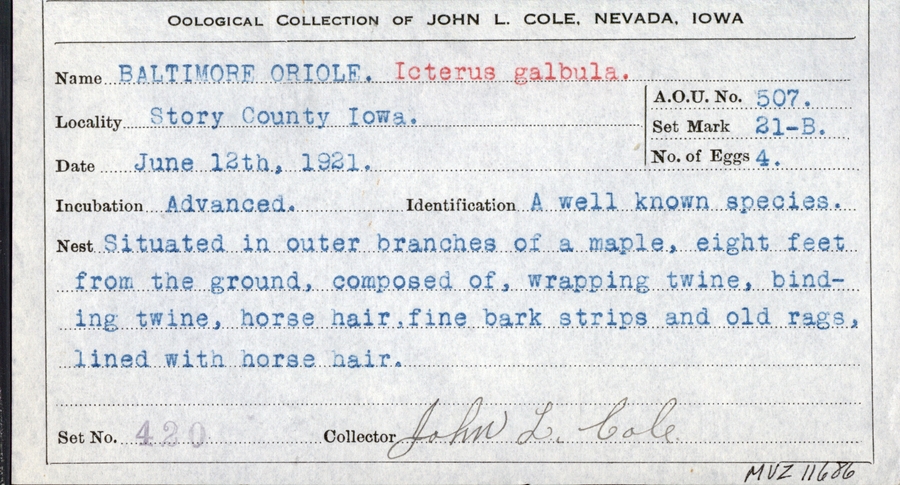 OOLOGICAL COLLECTION OF JOHN L. COLE, NEVADA, IOWA
Name BALTIMORE ORIOLE. Icterus galbula.
Locality Story County Iowa.
A.O.U. No. 507.
Set Mark 21-B.
Date June 12th, 1921.
No. of Eggs 4.
Incubation Advanced. Identification A well known species.
Nest Situated in outer branches of a maple, eight feet
from the ground, composed of, wrapping twine, bind-
ing twine, horse hair,fine bark strips and old rags,
lined with horse hair.
Set No. 420 Collector John L. Cole
MVZ 11686